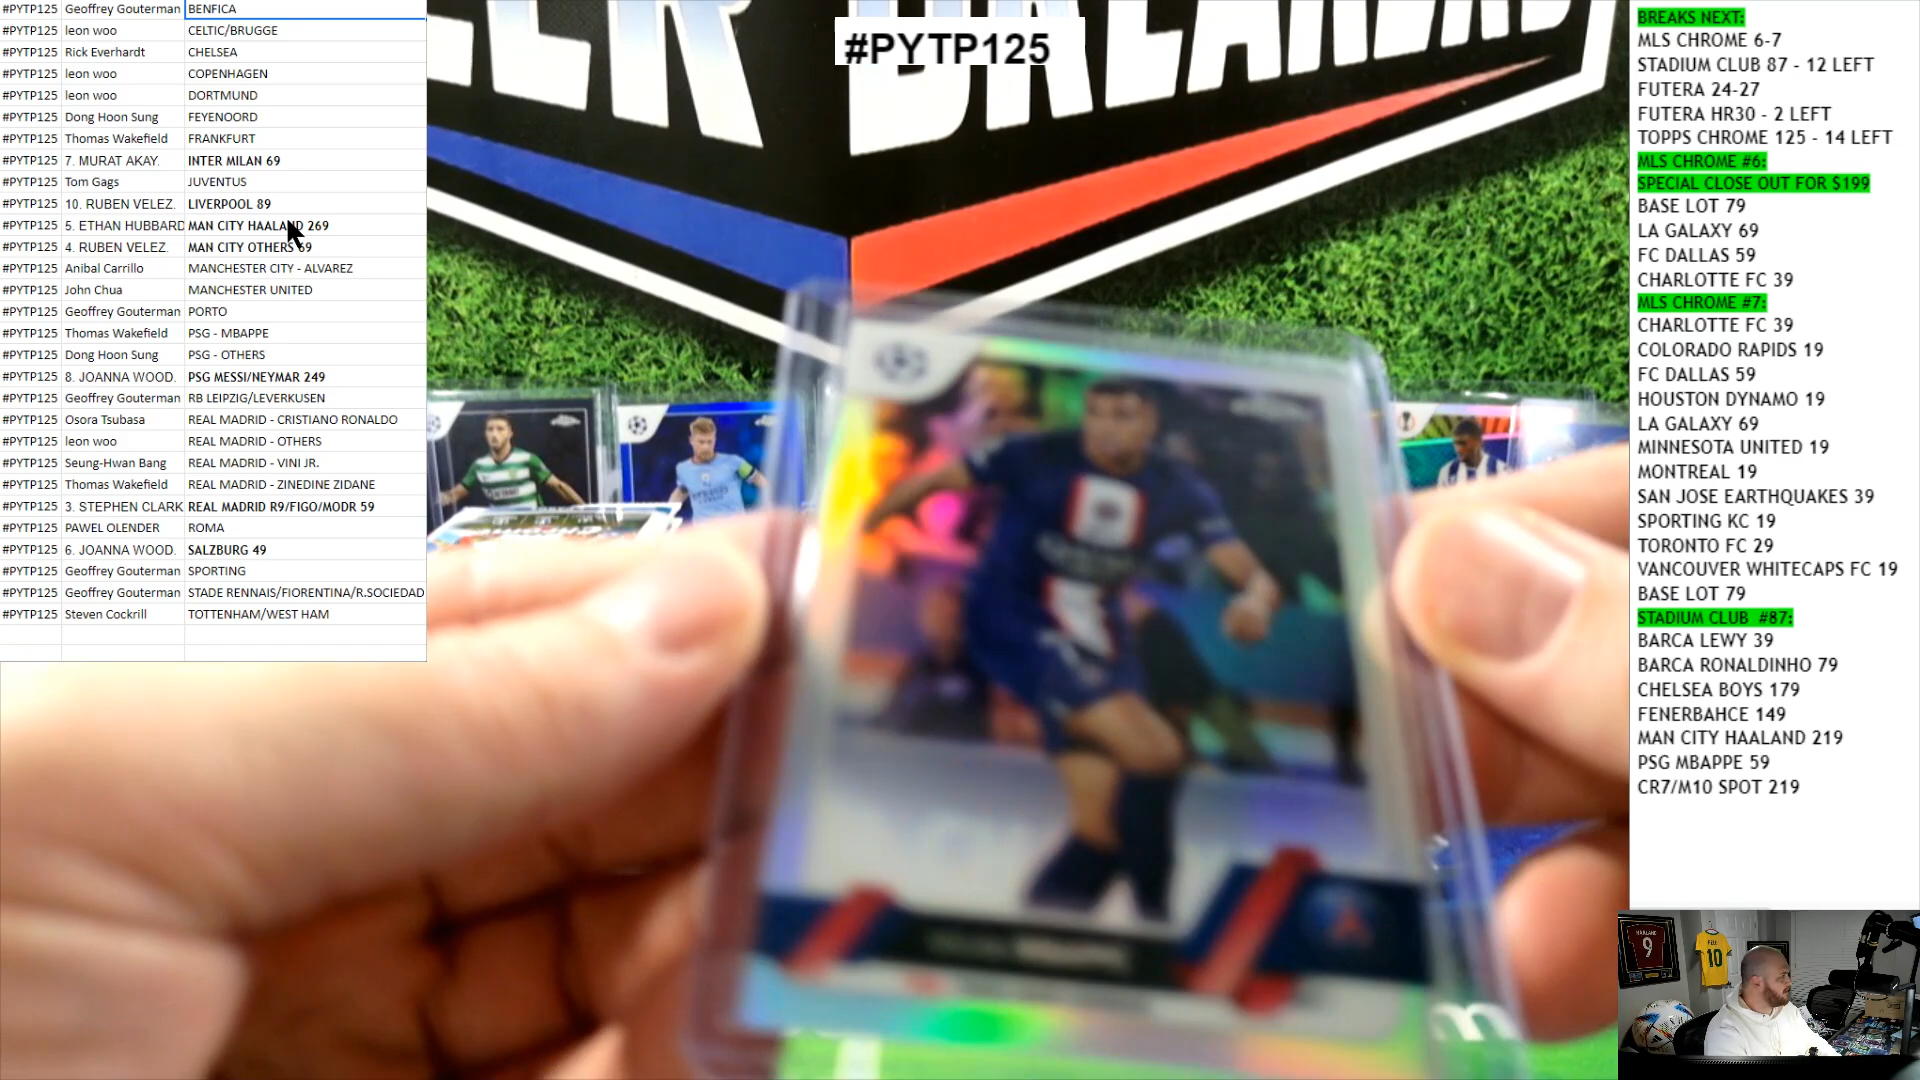 #PYTP125 Geoffrey Gouterman BENFICA
#PYTP125 leon woo CELTIC/BRUGGE
#PYTP125 Rick Everhardt CHELSEA
#PYTP125 leon woo COPENHAGEN
#PYTP125 leon woo DORTMUND
#PYTP125 Dong Hoon Sung FEYENOORD
#PYTP125 Thomas Wakefield FRANKFURT
#PYTP125 7. MURAT AKAY. INTER MILAN 69
#PYTP125 Tom Gags JUVENTUS
#PYTP125 10. RUBEN VELEZ. LIVERPOOL 89
#PYTP125 5. ETHAN HUBBARD MAN CITY HAALAND 269
#PYTP125 4. RUBEN VELEZ. MAN CITY OTHERS 69
#PYTP125 Anibal Carrillo MANCHESTER CITY - ALVAREZ
#PYTP125 John Chua MANCHESTER UNITED
#PYTP125 Geoffrey Gouterman PORTO
#PYTP125 Thomas Wakefield PSG - MBAPPE
#PYTP125 Dong Hoon Sung PSG - OTHERS
#PYTP125 8. JOANNA WOOD. PSG MESSI/NEYMAR 249
#PYTP125 Geoffrey Gouterman RB LEIPZIG/LEVERKUSEN
#PYTP125 Osora Tsubasa REAL MADRID - CRISTIANO RONALDO
#PYTP125 leon woo REAL MADRID - OTHERS
#PYTP125 Seung-Hwan Bang REAL MADRID - VINI JR.
#PYTP125 Thomas Wakefield REAL MADRID - ZINEDINE ZIDANE
#PYTP125 3. STEPHEN CLARK REAL MADRID R9/FIGO/MODR 59
#PYTP125 PAWEL OLENDER ROMA
#PYTP125 6. JOANNA WOOD. SALZBURG 49
#PYTP125 Geoffrey Gouterman SPORTING
#PYTP125 Geoffrey Gouterman STADE RENNAIS/FIORENTINA/R.SOCIEDAD
#PYTP125 Steven Cockrill TOTTENHAM/WEST HAM
#PYTP125
BREAKS NEXT:
MLS CHROME 6-7
STADIUM CLUB 87 - 12 LEFT
FUTERA 24-27
FUTERA HR30 - 2 LEFT
TOPPS CHROME 125 - 14 LEFT
MLS CHROME #6:
SPECIAL CLOSE OUT FOR $199
BASE LOT 79
LA GALAXY 69
FC DALLAS 59
CHARLOTTE FC 39
MLS CHROME #7:
CHARLOTTE FC 39
COLORADO RAPIDS 19
FC DALLAS 59
HOUSTON DYNAMO 19
LA GALAXY 69
MINNESOTA UNITED 19
MONTREAL 19
SAN JOSE EARTHQUAKES 39
SPORTING KC 19
TORONTO FC 29
VANCOUVER WHITECAPS FC 19
BASE LOT 79
STADIUM CLUB #87:
BARCA LEWY 39
BARCA RONALDINHO 79
CHELSEA BOYS 179
FENERBAHCE 149
MAN CITY HAALAND 219
PSG MBAPPE 59
CR7/M10 SPOT 219
HAALAND
9
PELE
10